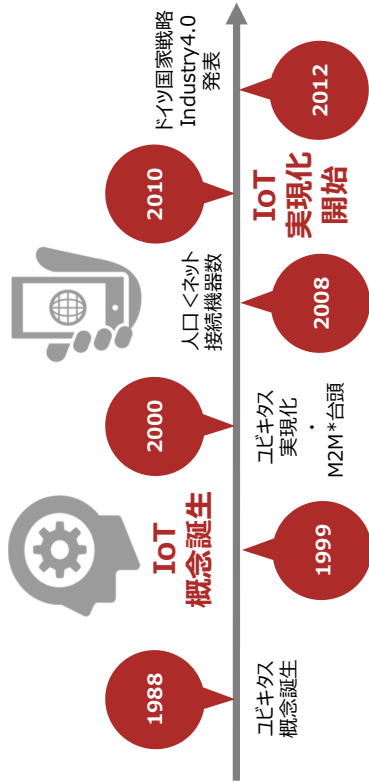 1988
ユビキタス
概念誕生
IoT
概念誕生
1999
2000
ユビキタス
実現化
・
M2M*台頭
人口<ネット
接続機器数
2008
2010
IoT
実現化
開始
ドイツ国家戦略
Industry4.0
発表
2012